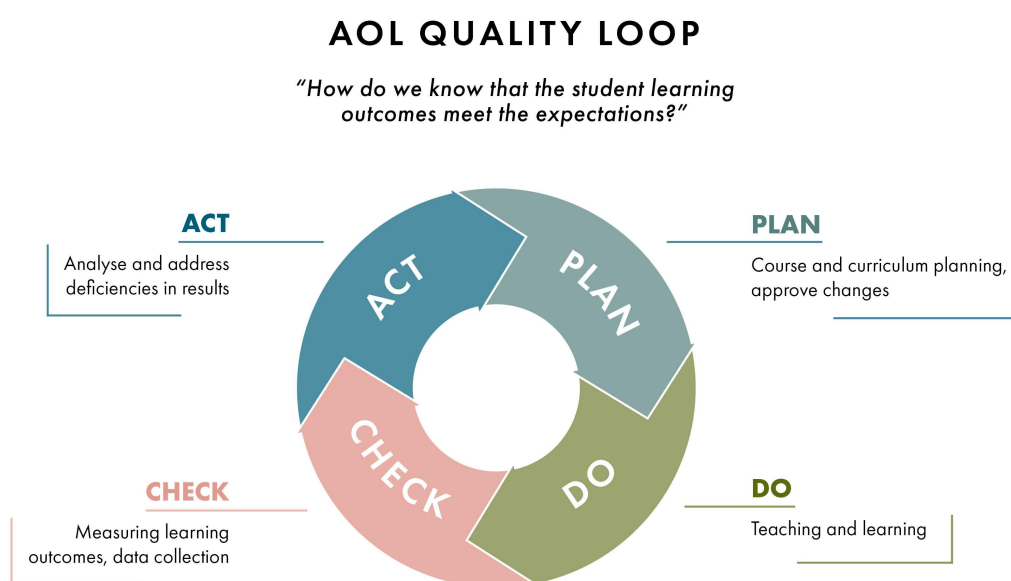 AOL QUALITY LOOP
“How do we know that the student learning
outcomes meet the expectations?”
ACT
Analyse and address
deficiencies in results
PLAN
Course and curriculum planning,
approve changes
ACT
PLAN
CHECK
DO
CHECK
Measuring learning
outcomes, data collection
DO
Teaching and learning